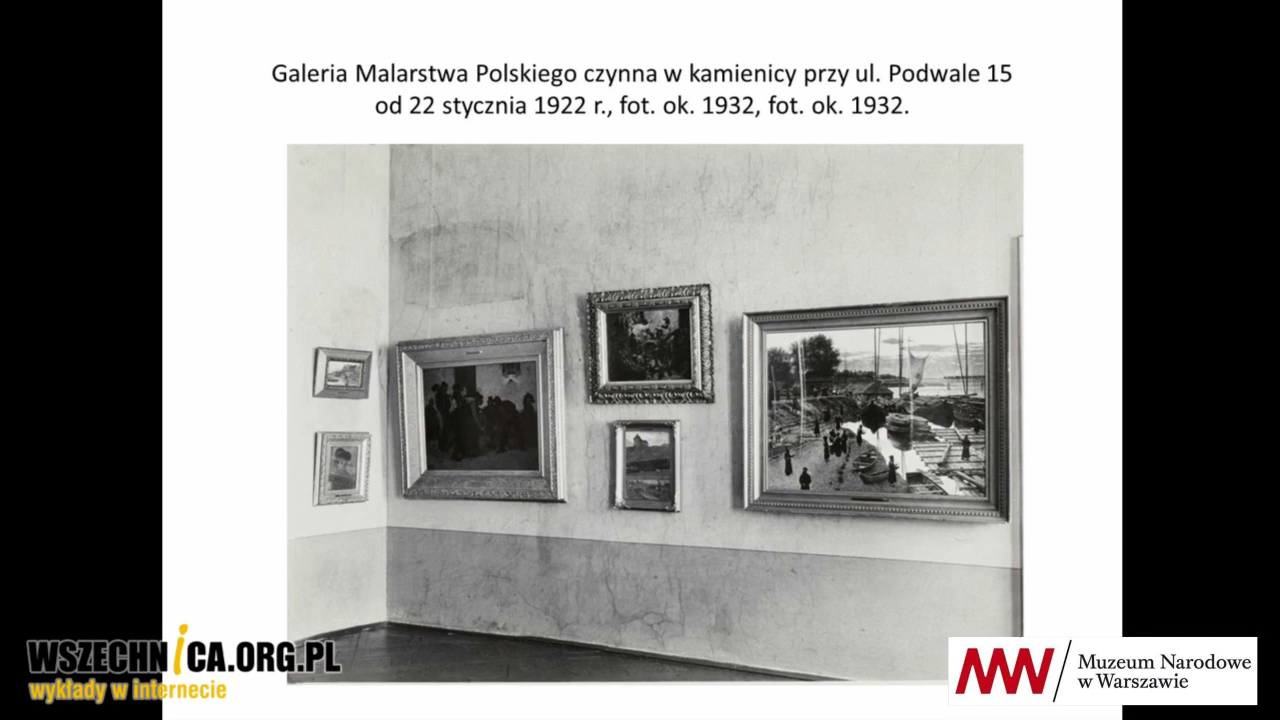 Galeria Malarstwa Polskiego czynna w kamienicy przy ul. Podwale 15
od 22 stycznia 1922 r., fot. ok. 1932, fot. ok. 1932.
WSZECHNiCA.ORG.PL
wykłady w internecie
MW
Muzeum Narodowe
w Warszawie